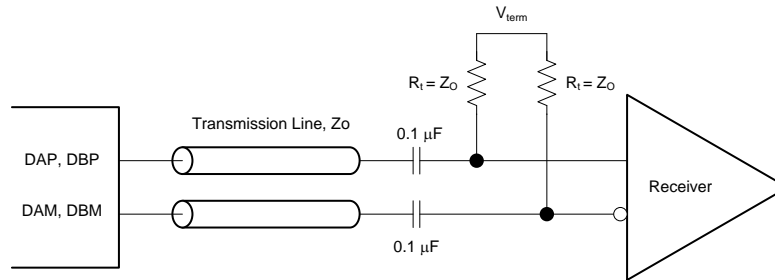 V_term
R_t = Z_O
R_t = Z_O
Transmission Line, Zo
0.1 μF
DAP, DBP
DAM, DBM
Receiver
0.1 μF